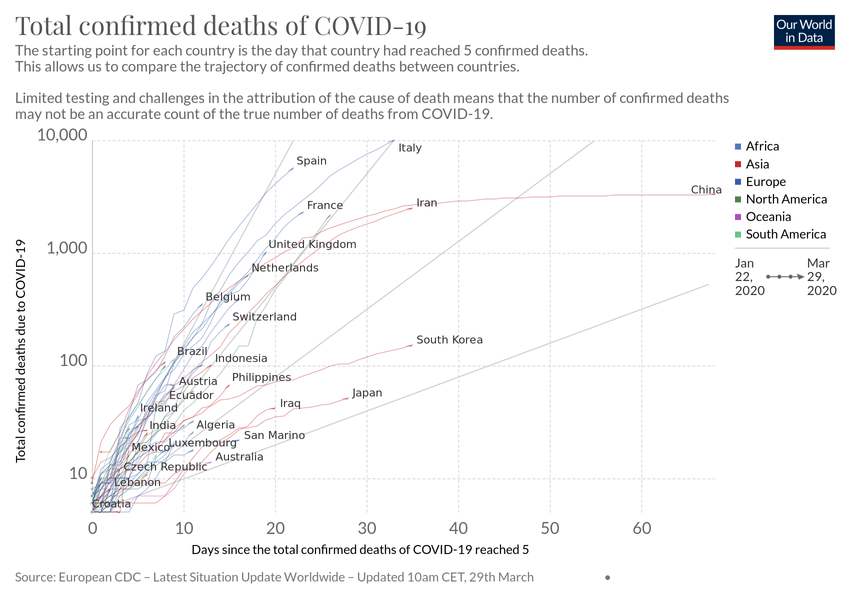 Total confirmed deaths of COVID-19
Our World
in Data
The starting point for each country is the day that country had reached 5 confirmed deaths.
This allows us to compare the trajectory of confirmed deaths between countries.
Limited testing and challenges in the attribution of the cause of death means that the number of confirmed deaths
may not be an accurate count of the true number of deaths from COVID-19.
10,000
1,000
100
10
Total confirmed deaths due to COVID-19
Italy
Spain
China
France
Iran
United Kingdom
Netherlands
Belgium
Switzerland
South Korea
Brazil
Indonesia
Austria
Philippines
Ecuador
Japan
Ireland
Iraq
India
Algeria
San Marino
Mexico
Luxembourg
Australia
Czech Republic
Lebanon
Croatia
0
10
20
30
40
50
60
Days since the total confirmed deaths of COVID-19 reached 5
Africa
Asia
Europe
North America
Oceania
South America
Jan
22,
2020
Mar
29,
2020
Source: European CDC – Latest Situation Update Worldwide – Updated 10am CET, 29th March